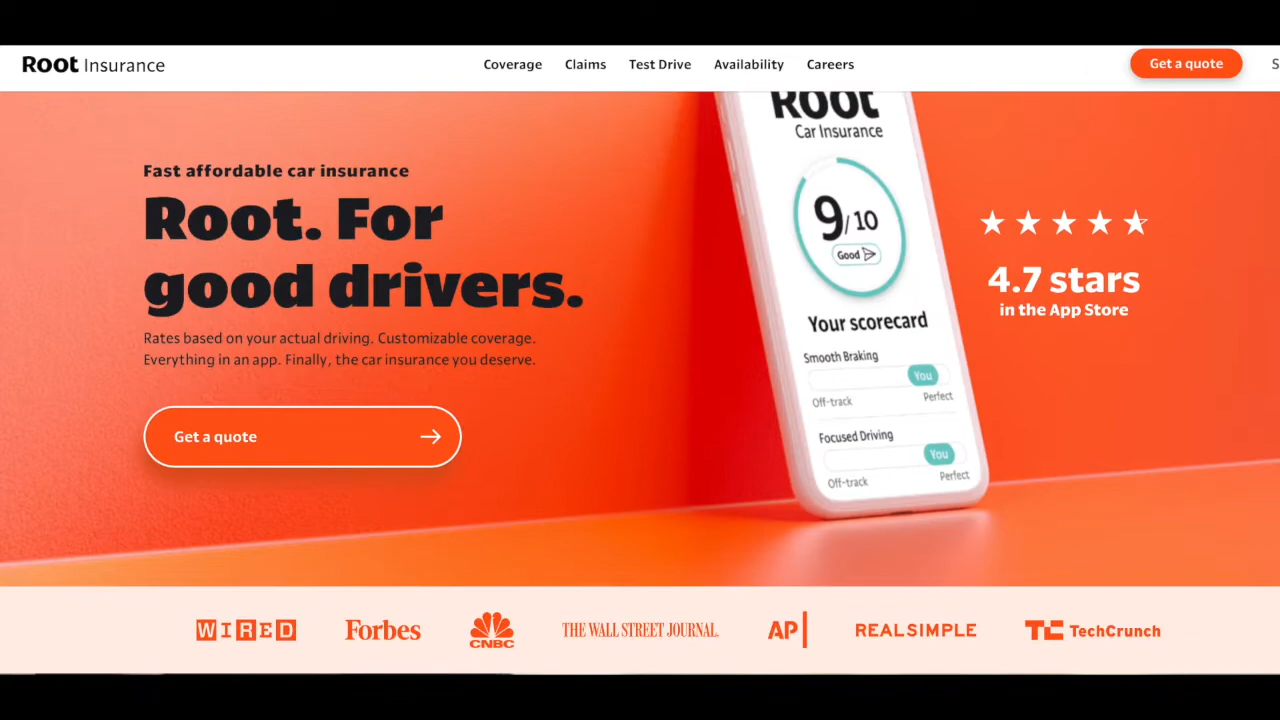 Root Insurance
Coverage Claims Test Drive Availability Careers
Get a quote
S
Fast affordable car insurance
Root. For
good drivers.
Rates based on your actual driving. Customizable coverage.
Everything in an app. Finally, the car insurance you deserve.
Get a quote
Root
Car Insurance
9/10
Good
Your scorecard
Smooth Braking
You
Off-track Perfect
Focused Driving
You
Off-track Perfect
4.7 stars
in the App Store
WIRED Forbes CNBC THE WALL STREET JOURNAL. AP REAL SIMPLE TC TechCrunch